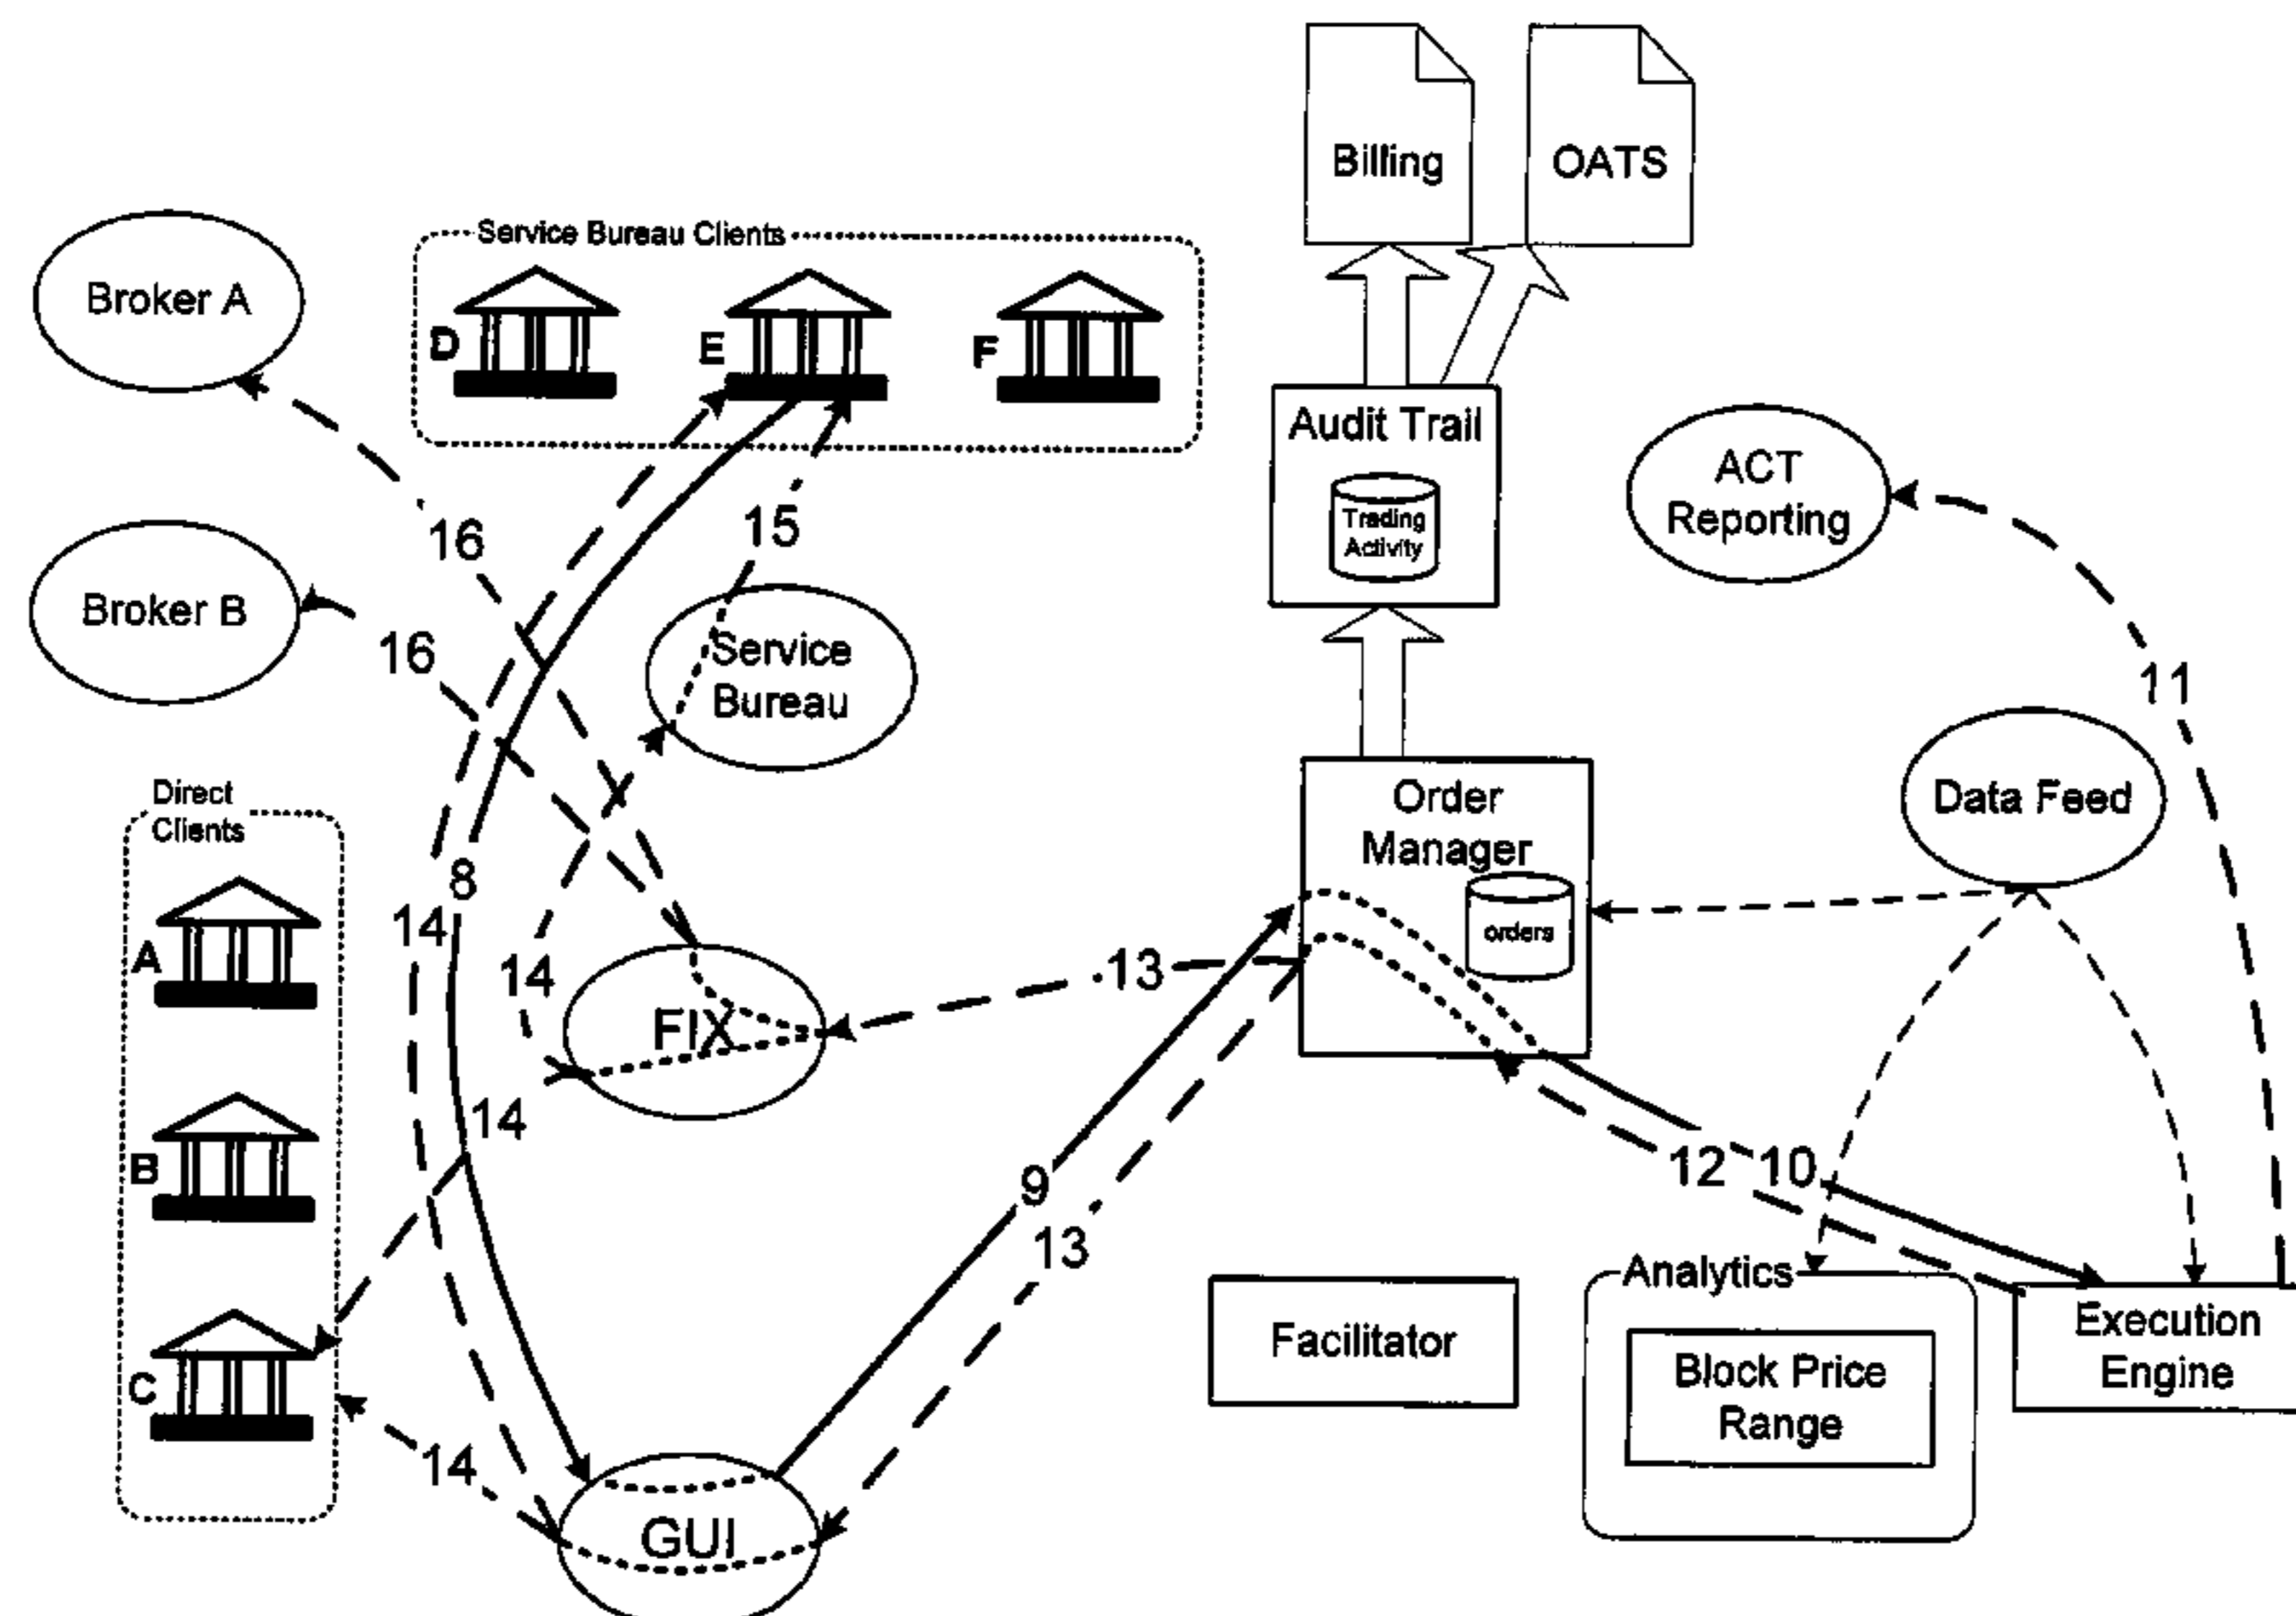 Billing
OATS
Service Bureau Clients
Broker A
D
E
F
Audit Trail
Trading
Activity
ACT
Reporting
16
15
Broker B
16
Service
Bureau
11
Direct
Clients
Order
Manager
orders
Data Feed
8
14
A
14
13
FIX
14
B
9
12
10
13
Analytics
Facilitator
Block Price
Range
Execution
Engine
C
14
GUI